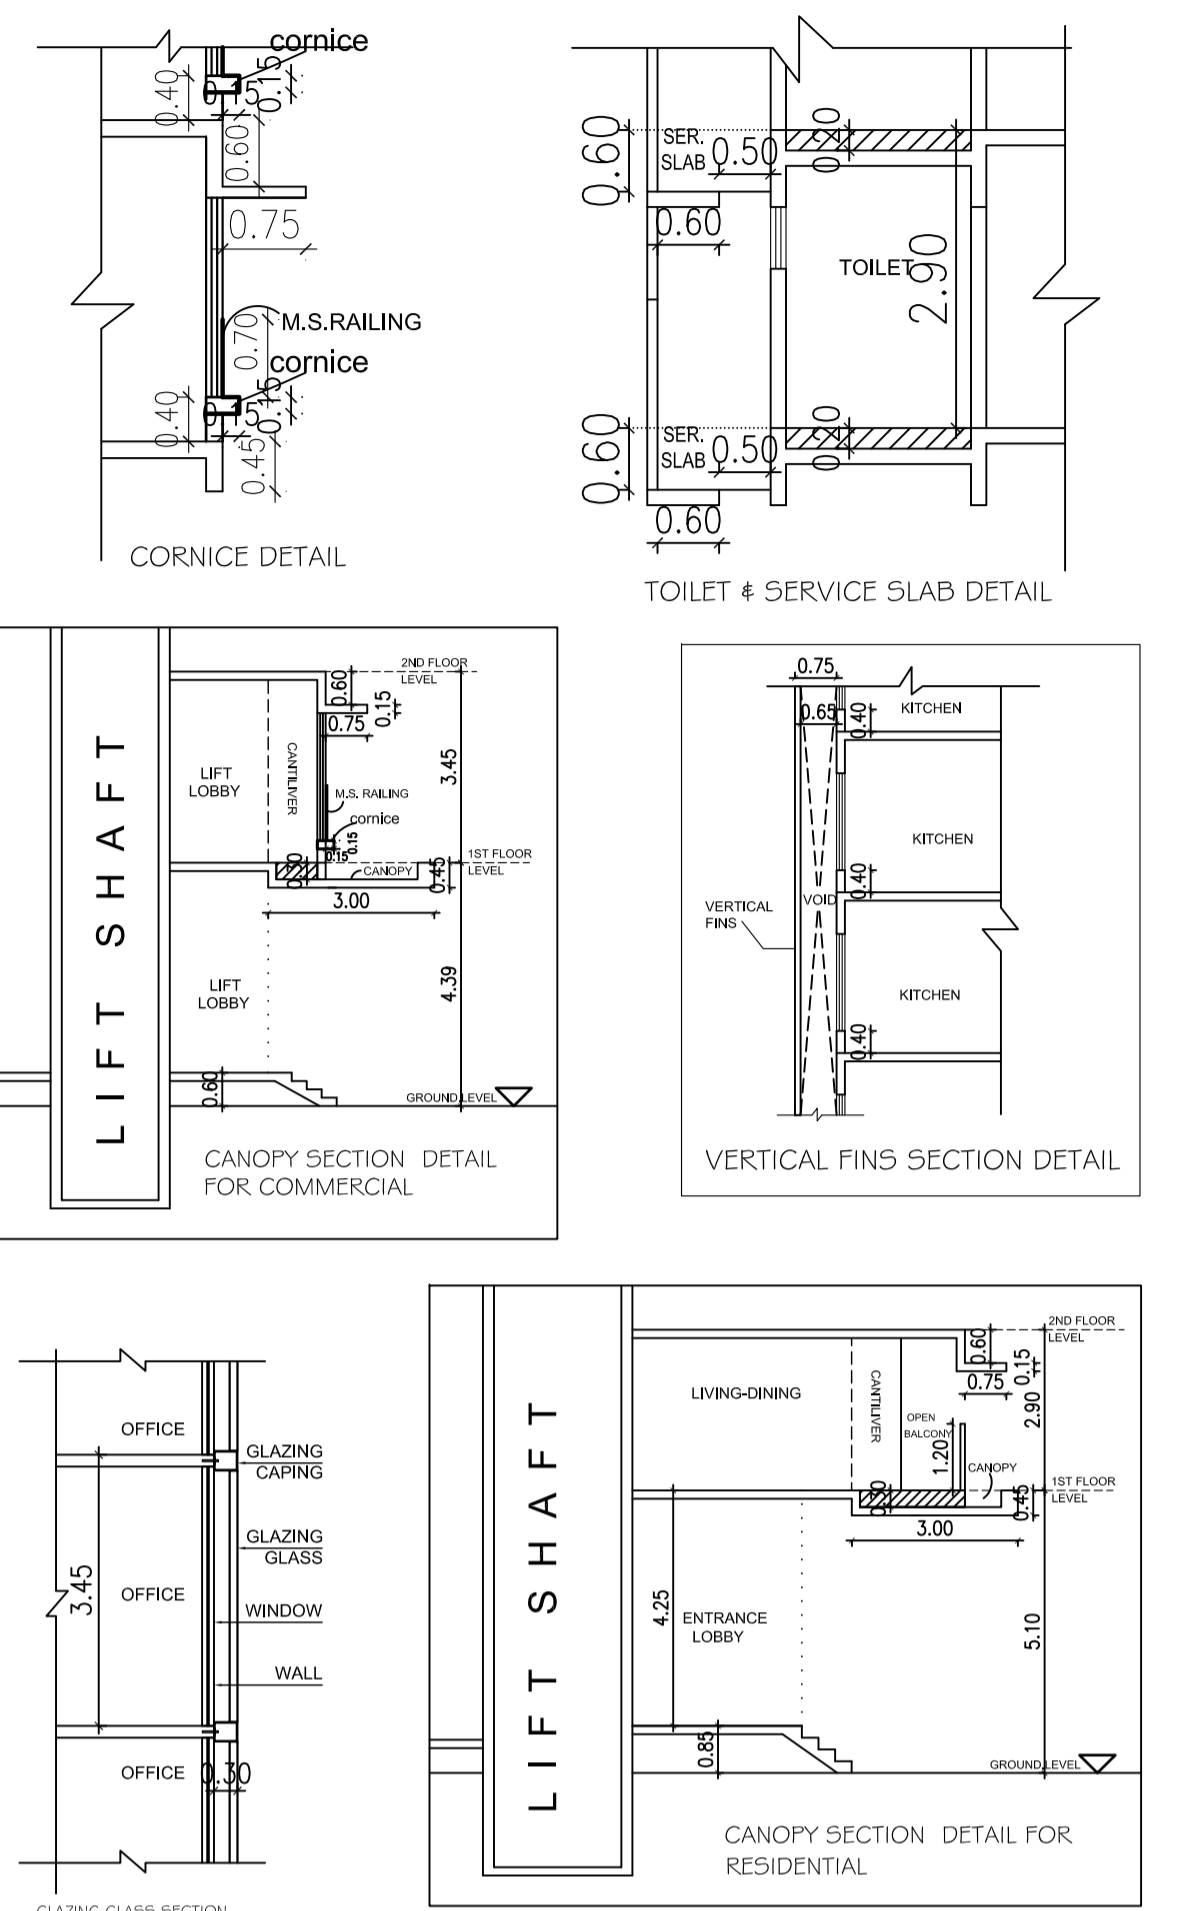 cornice
0.40
0.15
0.15
0.60
0.75
M.S.RAILING
0.70
cornice
0.40
0.15
0.15
0.45
CORNICE DETAIL
0.60
SER.
SLAB
0.50
0.20
0.60
TOILET
2.90
0.60
SER.
SLAB
0.50
0.20
0.60
TOILET & SERVICE SLAB DETAIL
LIFT SHAFT
2ND FLOOR
LEVEL
0.60
0.15
0.75
CANTILIVER
LIFT
LOBBY
3.45
M.S. RAILING
cornice
0.15
0.15
1ST FLOOR
LEVEL
0.30
CANOPY
0.45
3.00
LIFT
LOBBY
4.39
0.60
GROUND LEVEL
CANOPY SECTION DETAIL
FOR COMMERCIAL
0.75
0.65
0.40
KITCHEN
KITCHEN
0.40
VOID
VERTICAL
FINS
KITCHEN
0.40
VERTICAL FINS SECTION DETAIL
OFFICE
GLAZING
CAPING
GLAZING
GLASS
3.45
OFFICE
WINDOW
WALL
OFFICE
0.30
GLAZING GLASS SECTION
LIFT SHAFT
2ND FLOOR
LEVEL
0.60
0.15
0.75
LIVING-DINING
CANTILIVER
2.90
OPEN
BALCONY
1.20
CANOPY
1ST FLOOR
LEVEL
0.30
0.45
3.00
4.25
ENTRANCE
LOBBY
5.10
0.85
GROUND LEVEL
CANOPY SECTION DETAIL FOR
RESIDENTIAL